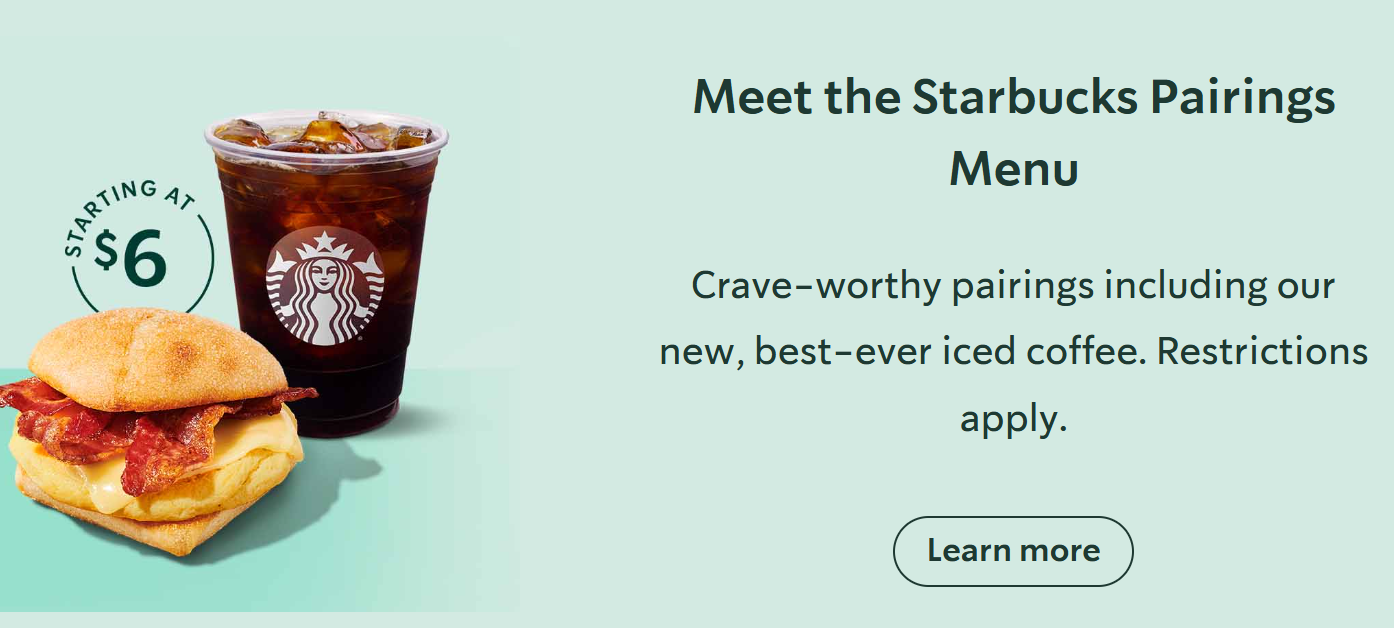 STARTING AT
$6
Meet the Starbucks Pairings
Menu
Crave-worthy pairings including our
new, best-ever iced coffee. Restrictions
apply.
Learn more